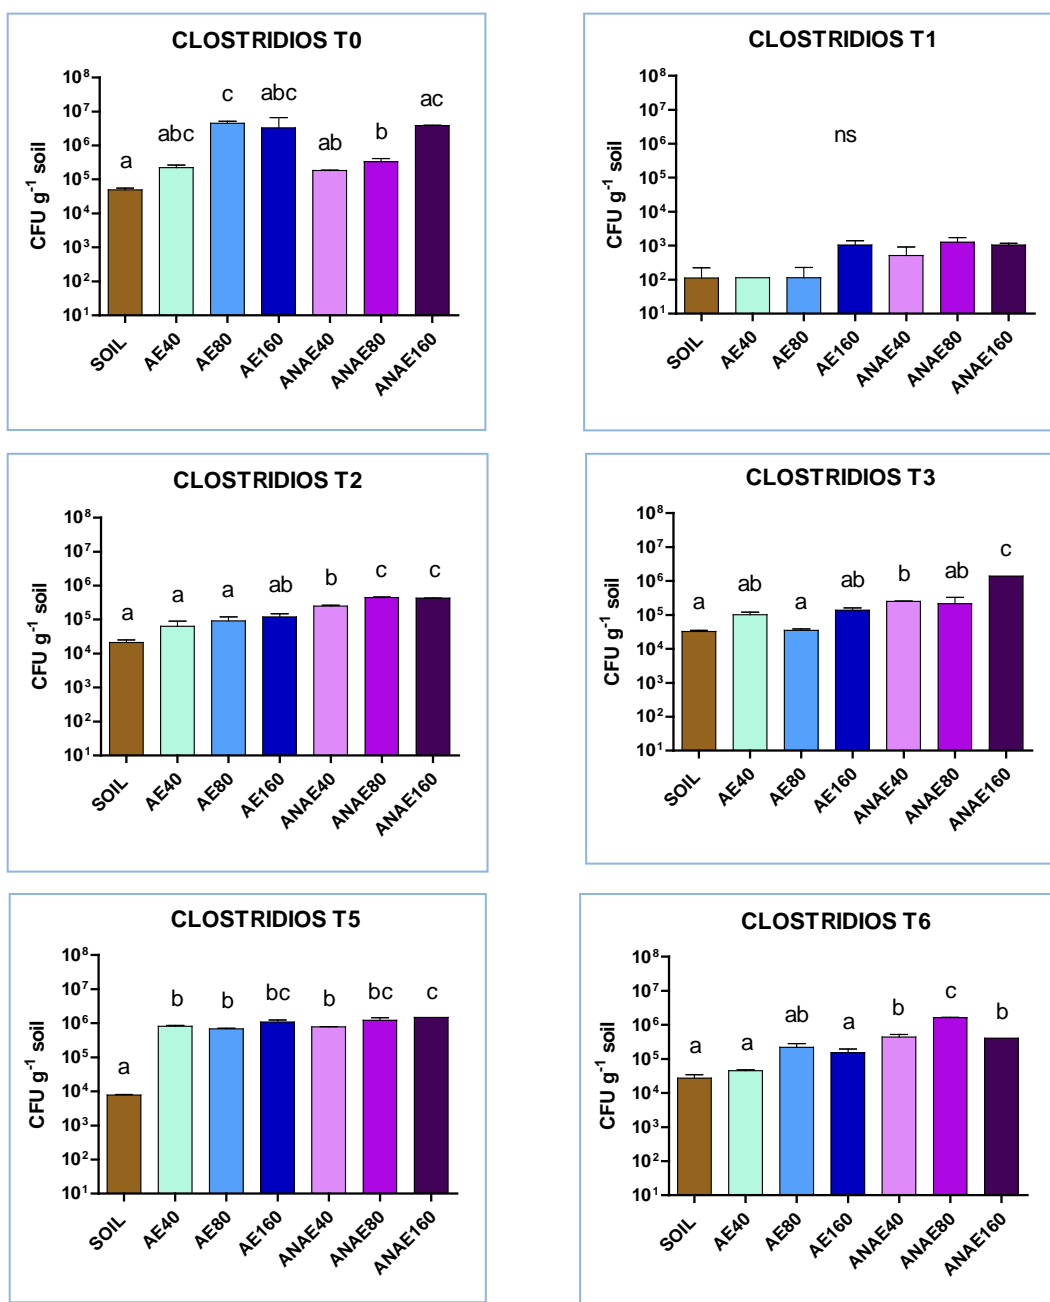 CLOSTRIDIOS T0
10⁸
10⁷
10⁶
10⁵
10⁴
10³
10²
10¹
CFU g⁻¹ soil
a
abc
c
abc
ab
b
ac
SOIL
AE40
AE80
AE160
ANAE40
ANAE80
ANAE160
CLOSTRIDIOS T1
10⁸
10⁷
10⁶
10⁵
10⁴
10³
10²
10¹
CFU g⁻¹ soil
ns
SOIL
AE40
AE80
AE160
ANAE40
ANAE80
ANAE160
CLOSTRIDIOS T2
10⁸
10⁷
10⁶
10⁵
10⁴
10³
10²
10¹
CFU g⁻¹ soil
a
a
a
ab
b
c
c
SOIL
AE40
AE80
AE160
ANAE40
ANAE80
ANAE160
CLOSTRIDIOS T3
10⁸
10⁷
10⁶
10⁵
10⁴
10³
10²
10¹
CFU g⁻¹ soil
a
ab
a
ab
b
ab
c
SOIL
AE40
AE80
AE160
ANAE40
ANAE80
ANAE160
CLOSTRIDIOS T5
10⁸
10⁷
10⁶
10⁵
10⁴
10³
10²
10¹
CFU g⁻¹ soil
a
b
b
bc
b
bc
c
SOIL
AE40
AE80
AE160
ANAE40
ANAE80
ANAE160
CLOSTRIDIOS T6
10⁸
10⁷
10⁶
10⁵
10⁴
10³
10²
10¹
CFU g⁻¹ soil
a
a
ab
a
b
c
b
SOIL
AE40
AE80
AE160
ANAE40
ANAE80
ANAE160